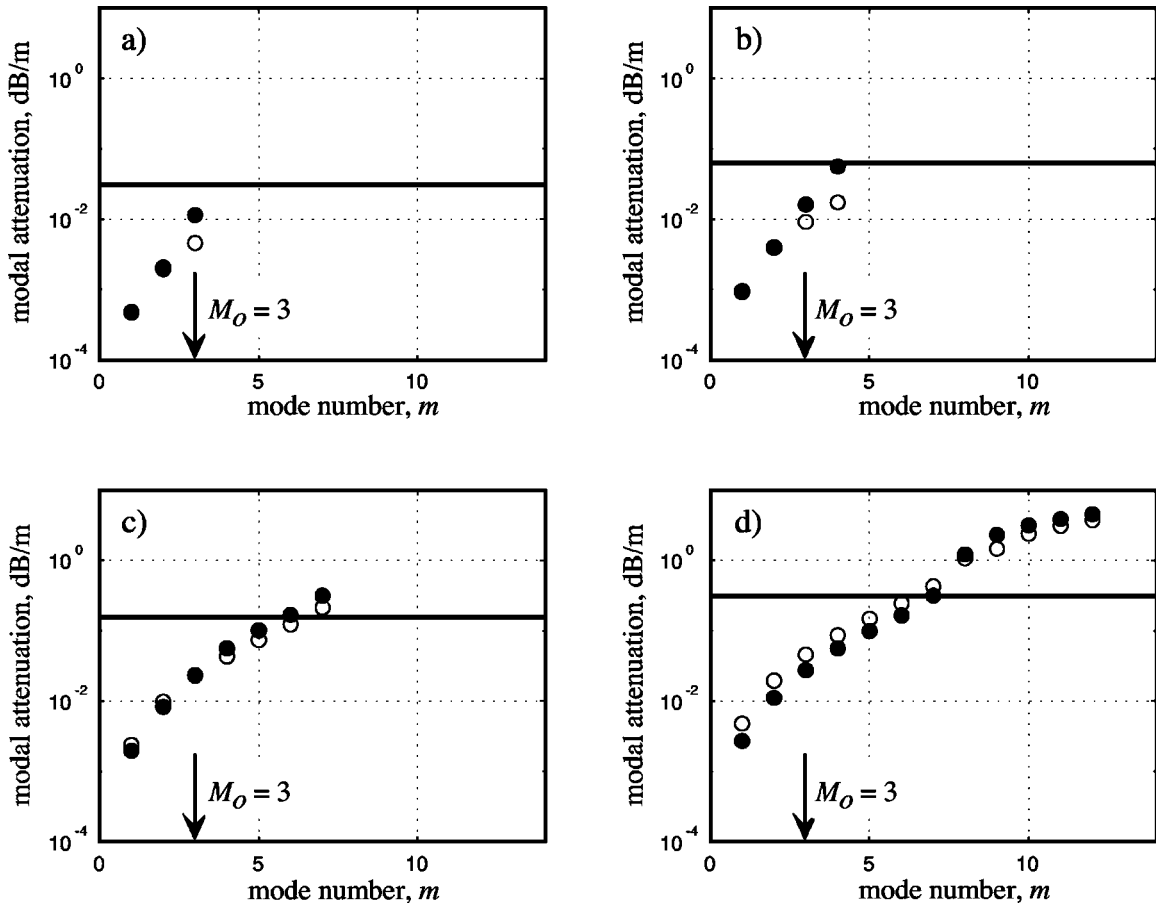 a)
modal attenuation, dB/m
10^0
10^-2
10^-4
M_o = 3
0 5 10
mode number, m
b)
modal attenuation, dB/m
10^0
10^-2
10^-4
M_o = 3
0 5 10
mode number, m
c)
modal attenuation, dB/m
10^0
10^-2
10^-4
M_o = 3
0 5 10
mode number, m
d)
modal attenuation, dB/m
10^0
10^-2
10^-4
M_o = 3
0 5 10
mode number, m